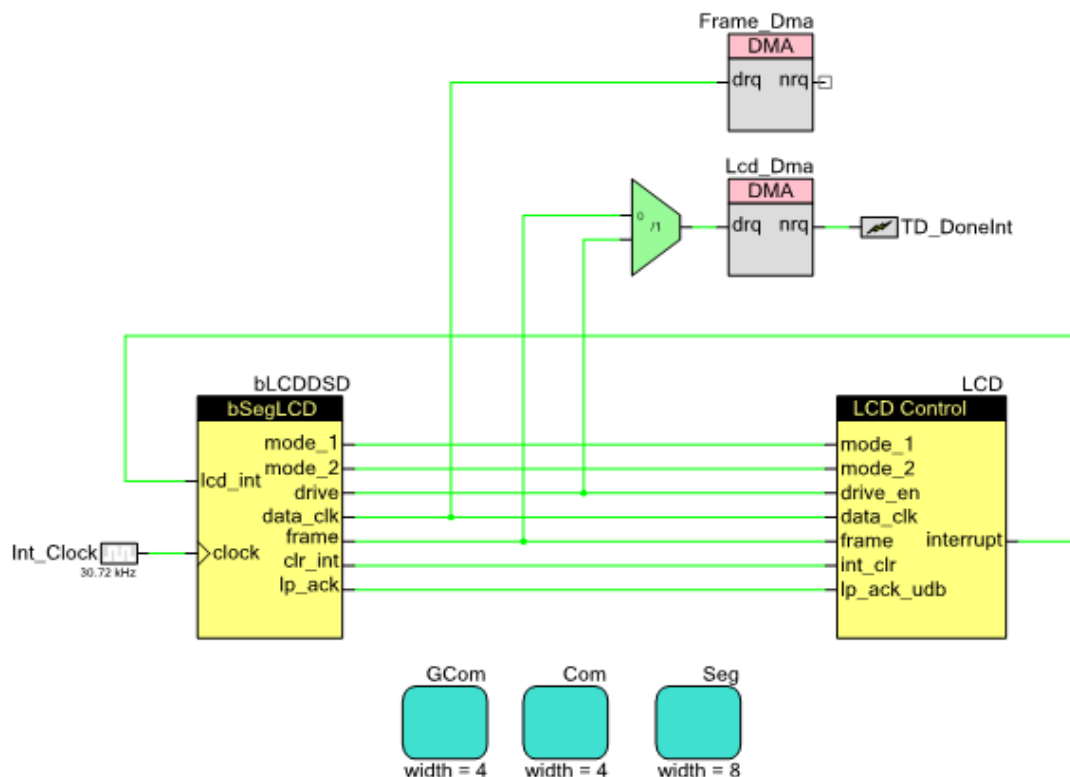 Frame_Dma
DMA
drq nrq
Lcd_Dma
DMA
0
/1
drq nrq
TD_DoneInt
bLCDDSD
LCD
bSegLCD
LCD Control
mode_1
mode_1
mode_2
mode_2
lcd_int
drive
drive_en
data_clk
data_clk
frame
frame
interrupt
Int_Clock
30.72 kHz
clock
clr_int
int_clr
lp_ack
lp_ack_udb
GCom
Com
Seg
width = 4
width = 4
width = 8